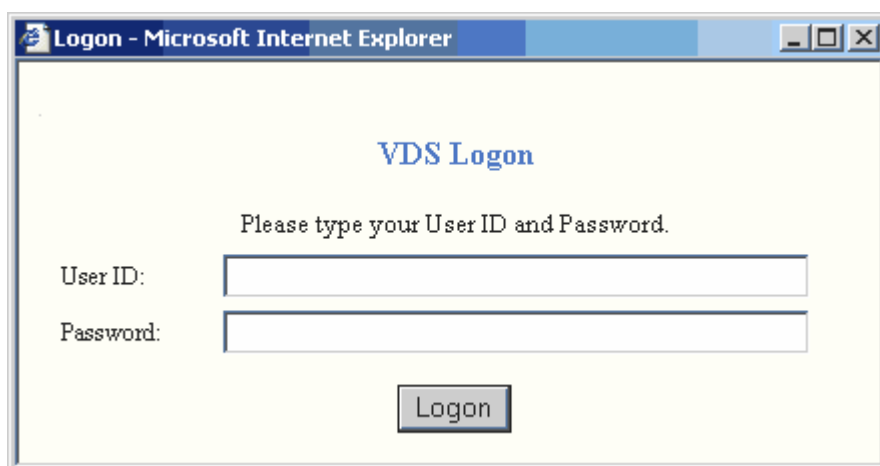 Logon - Microsoft Internet Explorer
VDS Logon
Please type your User ID and Password.
User ID:
Password:
Logon